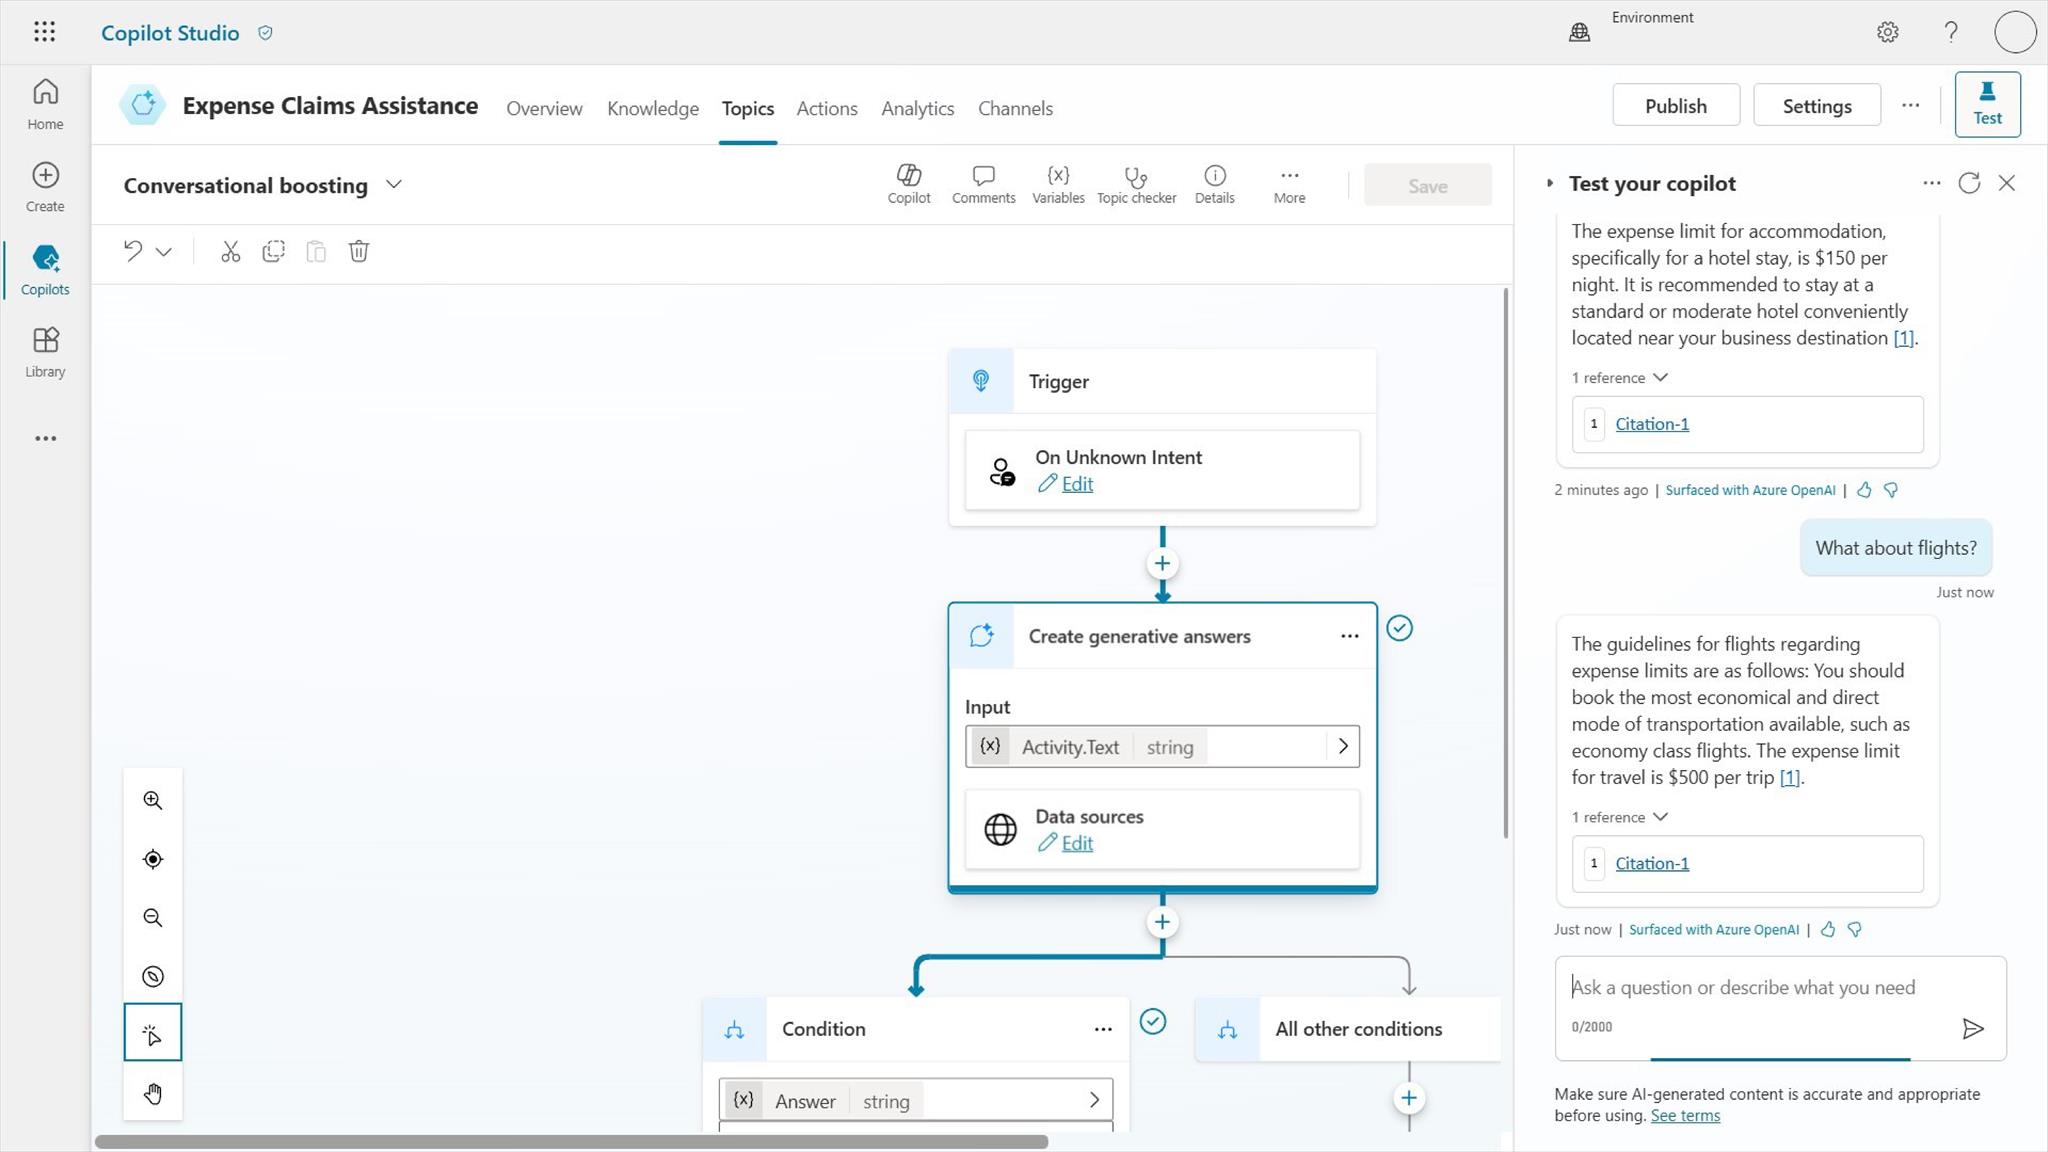 Copilot Studio
Environment
Home
Create
Copilots
Library
Expense Claims Assistance
Overview
Knowledge
Topics
Actions
Analytics
Channels
Publish
Settings
Test
Conversational boosting
Copilot
Comments
Variables
Topic checker
Details
More
Save
Trigger
On Unknown Intent
Edit
Create generative answers
Input
{x} Activity.Text string
Data sources
Edit
Condition
{x} Answer string
All other conditions
Test your copilot
The expense limit for accommodation,
specifically for a hotel stay, is $150 per
night. It is recommended to stay at a
standard or moderate hotel conveniently
located near your business destination [1].
1 reference
1 Citation-1
2 minutes ago | Surfaced with Azure OpenAI |
What about flights?
Just now
The guidelines for flights regarding
expense limits are as follows: You should
book the most economical and direct
mode of transportation available, such as
economy class flights. The expense limit
for travel is $500 per trip [1].
1 reference
1 Citation-1
Just now | Surfaced with Azure OpenAI |
Ask a question or describe what you need
0/2000
Make sure AI-generated content is accurate and appropriate
before using. See terms